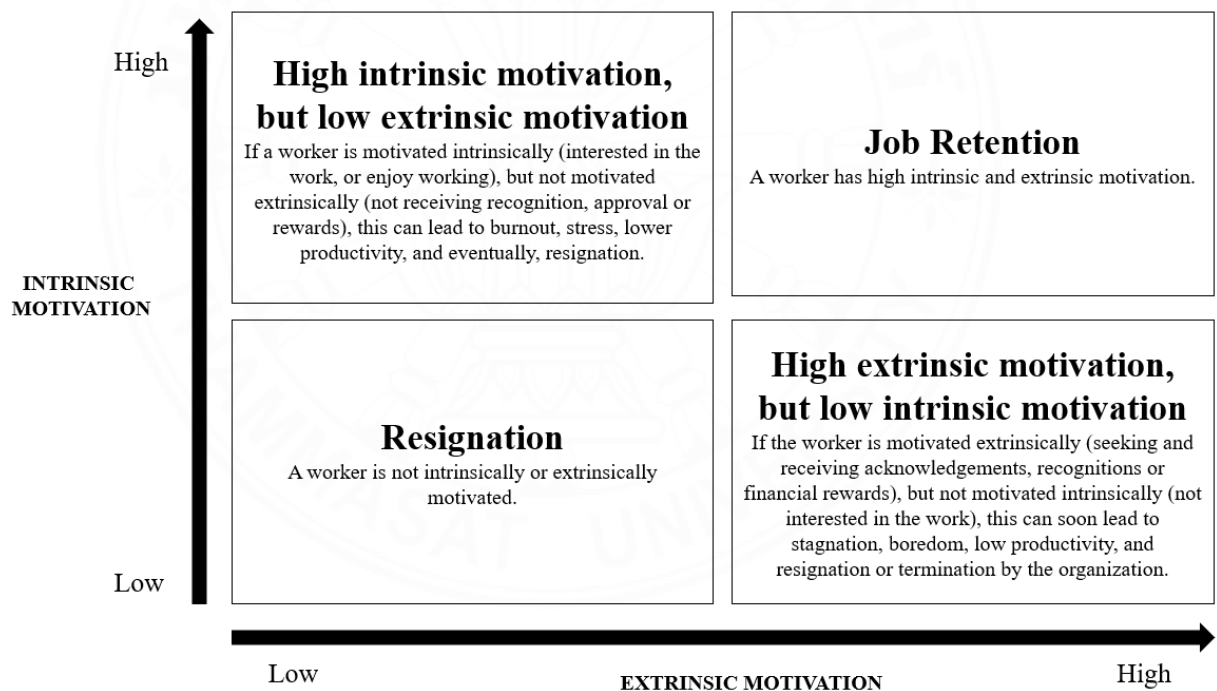 High
INTRINSIC
MOTIVATION
Low
High intrinsic motivation,
but low extrinsic motivation
If a worker is motivated intrinsically (interested in the
work, or enjoy working), but not motivated
extrinsically (not receiving recognition, approval or
rewards), this can lead to burnout, stress, lower
productivity, and eventually, resignation.
Job Retention
A worker has high intrinsic and extrinsic motivation.
Resignation
A worker is not intrinsically or extrinsically
motivated.
High extrinsic motivation,
but low intrinsic motivation
If the worker is motivated extrinsically (seeking and
receiving acknowledgements, recognitions or
financial rewards), but not motivated intrinsically (not
interested in the work), this can soon lead to
stagnation, boredom, low productivity, and
resignation or termination by the organization.
Low
EXTRINSIC MOTIVATION
High